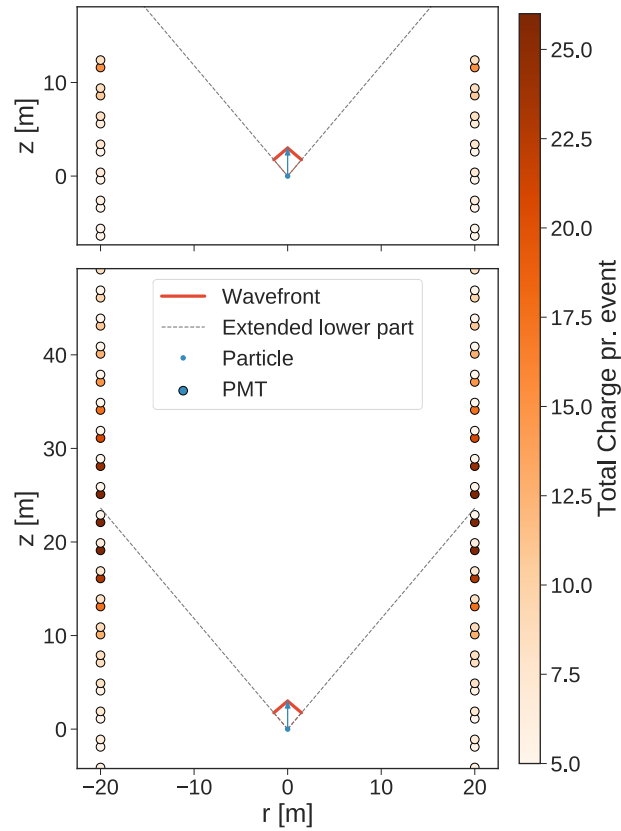 z [m]
10
0
z [m]
40
30
20
10
0
Wavefront
Extended lower part
Particle
PMT
−20
−10
0
10
20
r [m]
25.0
22.5
20.0
17.5
15.0
12.5
10.0
7.5
5.0
Total Charge pr. event